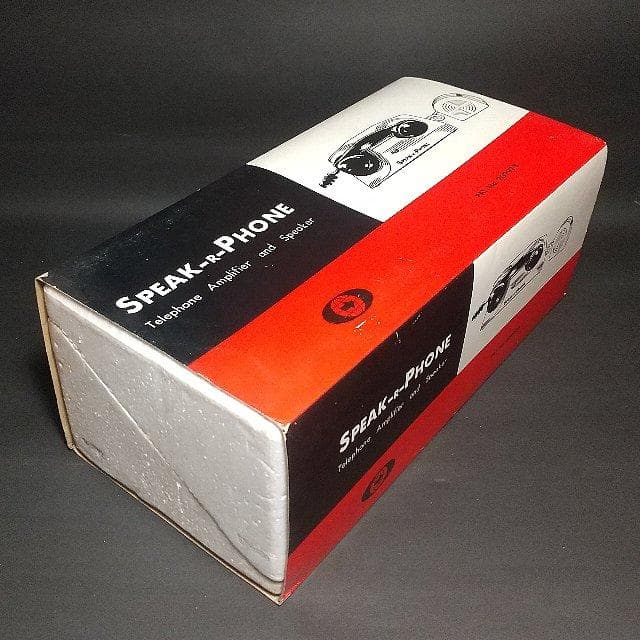 SPEAK-R-PHONE
Telephone Amplifier and Speaker
SPEAK-R-PHONE
Telephone Amplifier and Speaker